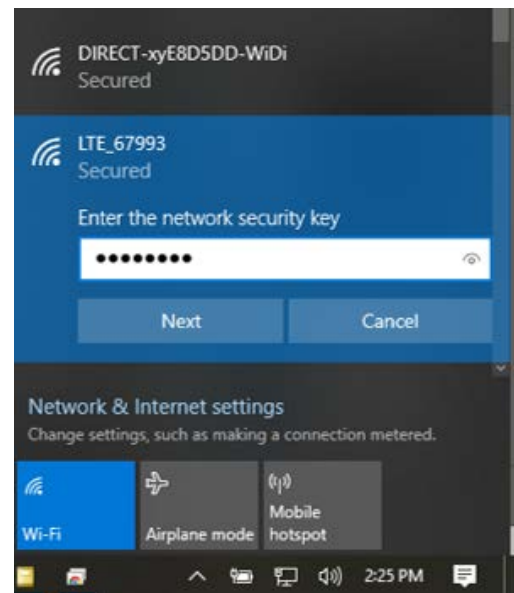 DIRECT-xyE8D5DD-WiDi
Secured
LTE_67993
Secured
Enter the network security key
••••••••
Next
Cancel
Network & Internet settings
Change settings, such as making a connection metered.
Wi-Fi
Airplane mode
Mobile
hotspot
2:25 PM